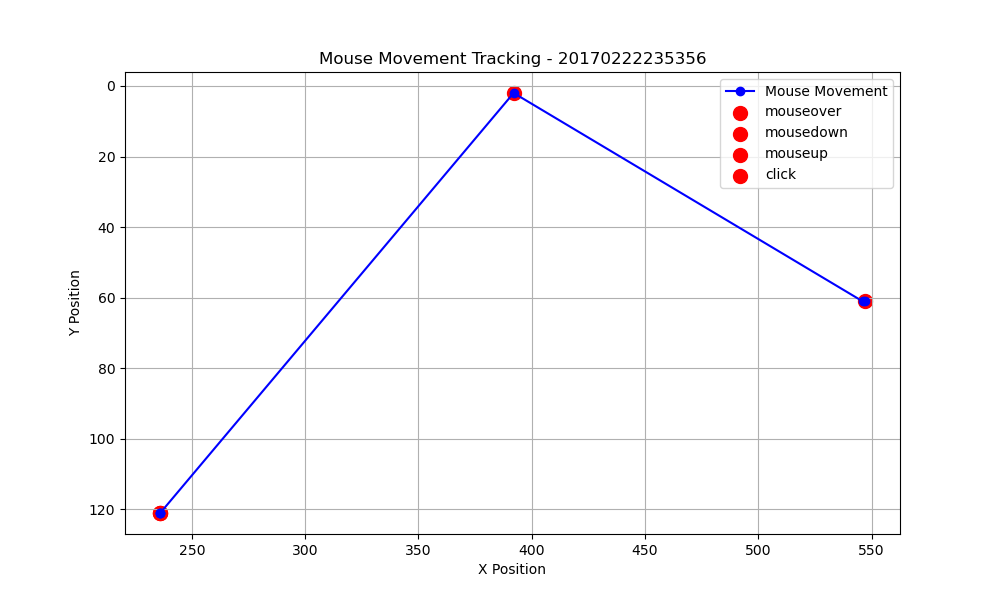 Mouse Movement Tracking - 20170222235356
Mouse Movement
mouseover
mousedown
mouseup
click
0
20
40
60
80
100
120
Y Position
250
300
350
400
450
500
550
X Position